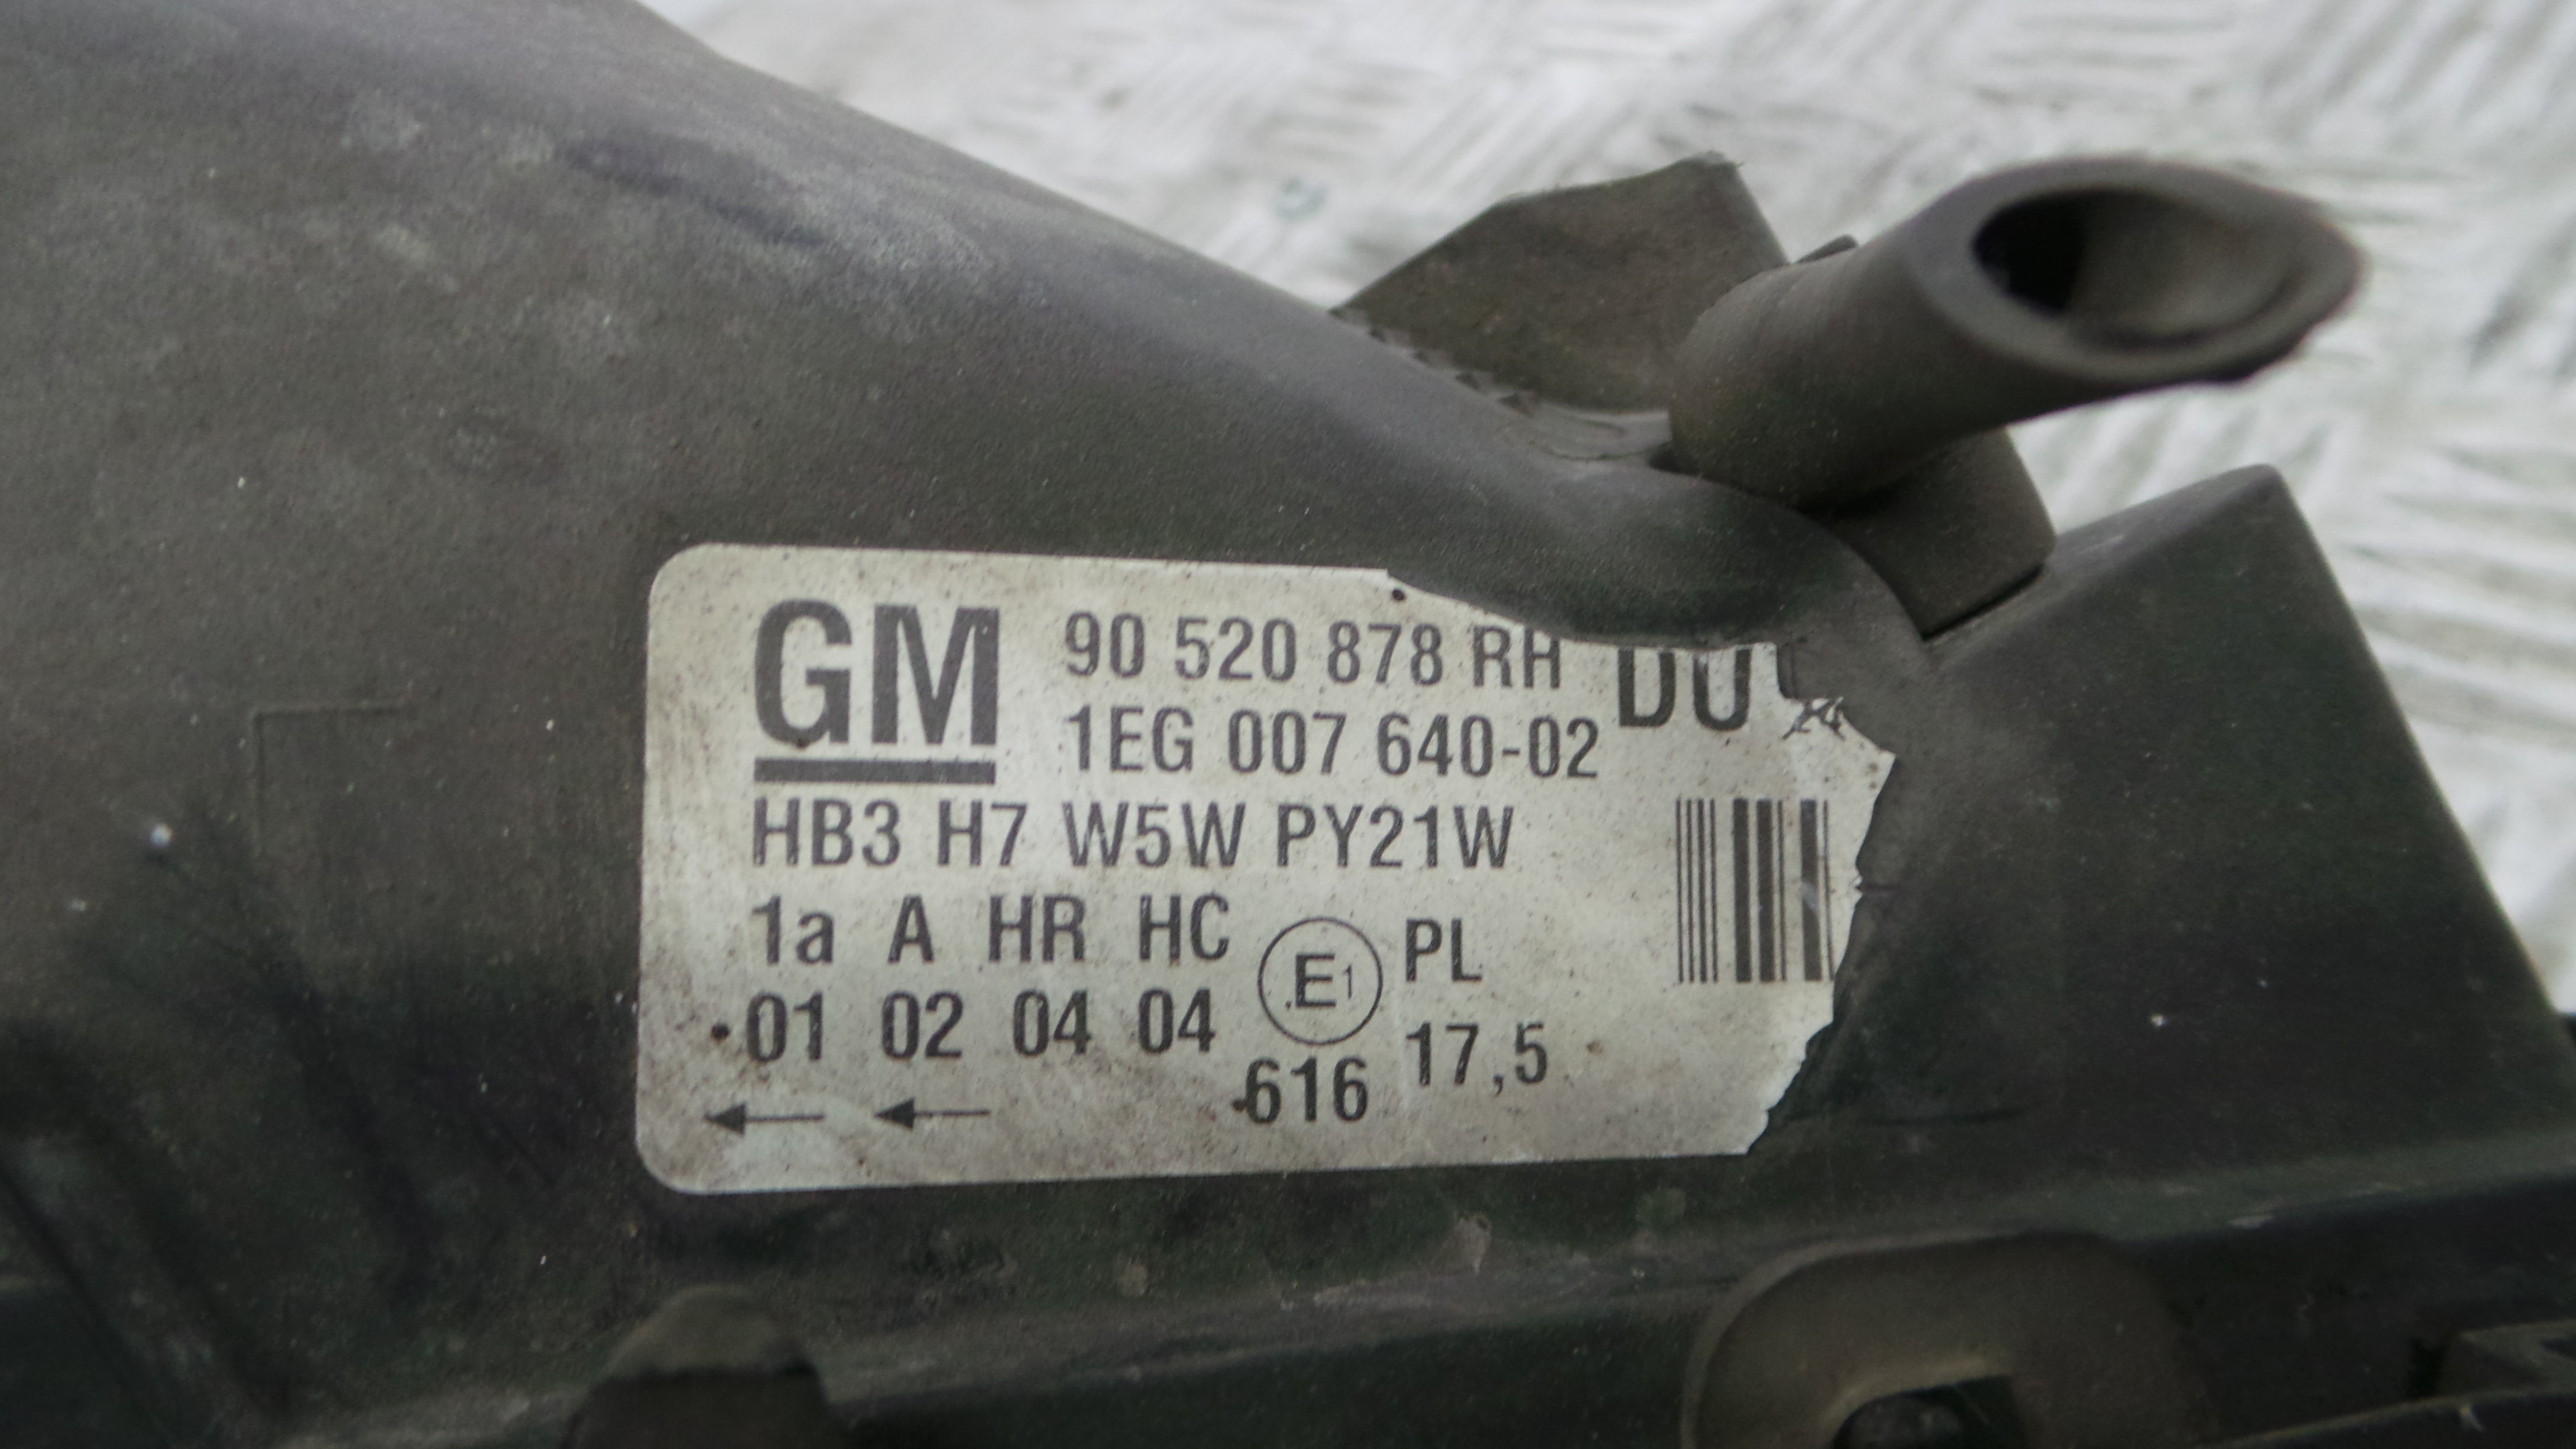 GM 90 520 878 RH DU
1EG 007 640-02
HB3 H7 W5W PY21W
1a A HR HC E1 PL
01 02 04 04 17,5
616